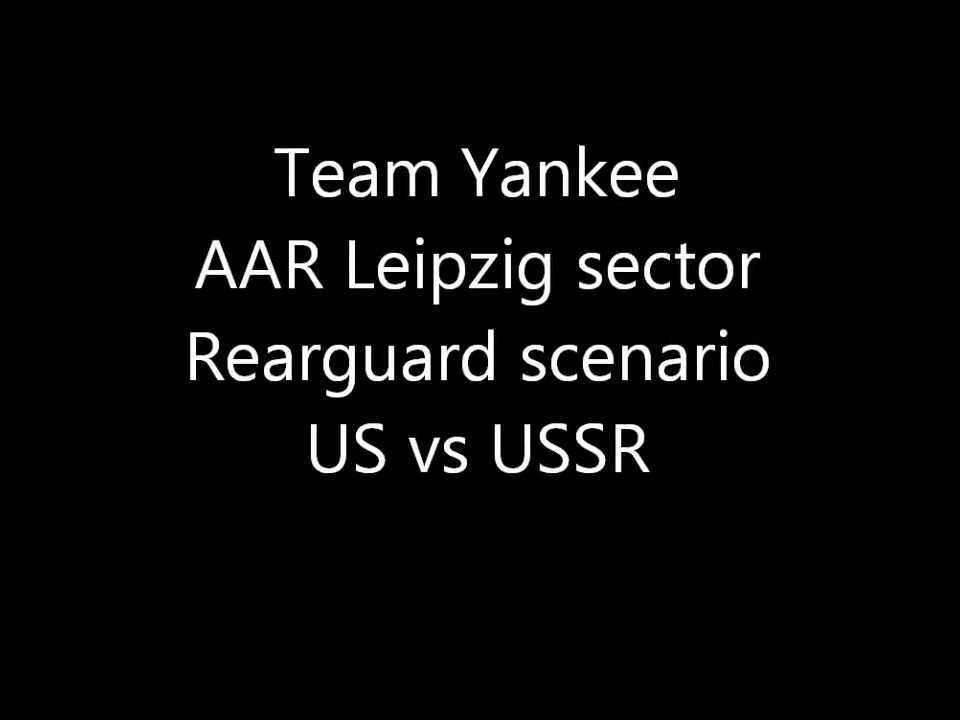 Team Yankee
AAR Leipzig sector
Rearguard scenario
US vs USSR